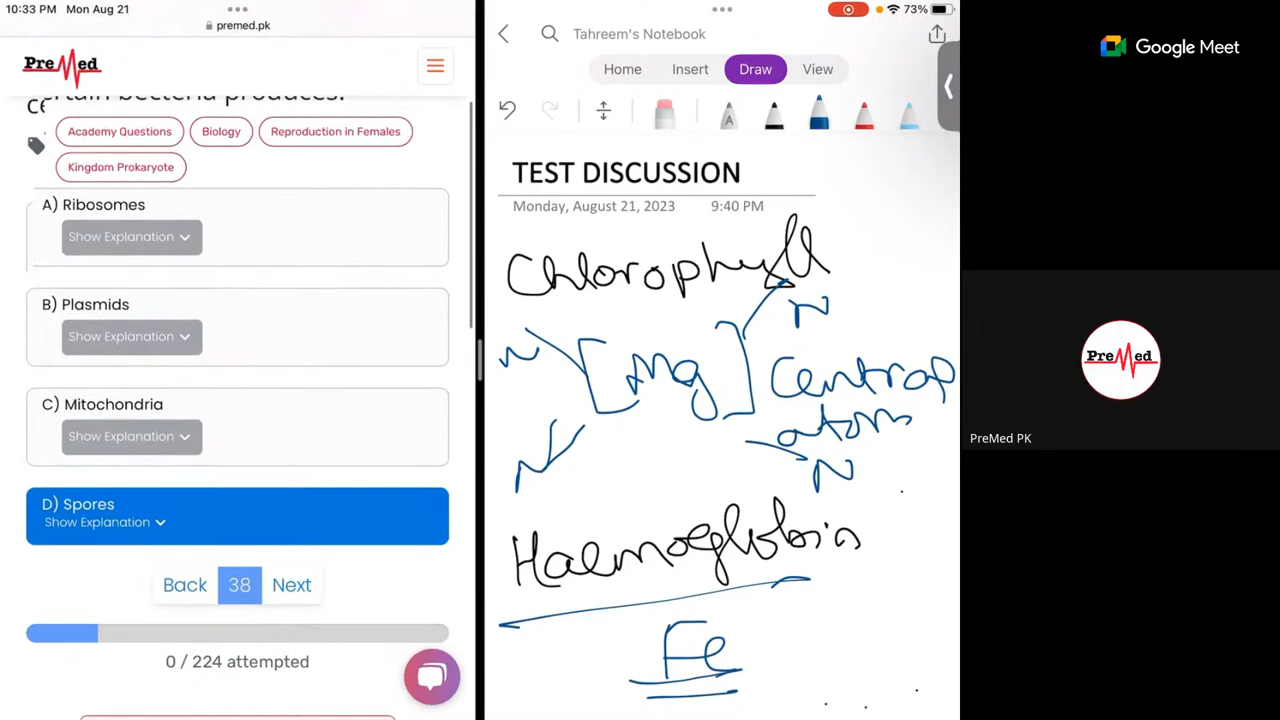 10:33 PM Mon Aug 21
premed.pk
PreMed
certain bacteria produces:
Academy Questions
Biology
Reproduction in Females
Kingdom Prokaryote
A) Ribosomes
Show Explanation
B) Plasmids
Show Explanation
C) Mitochondria
Show Explanation
D) Spores
Show Explanation
Back 38 Next
0 / 224 attempted
73%
Tahreem's Notebook
Home Insert Draw View
A
TEST DISCUSSION
Monday, August 21, 2023 9:40 PM
Chlorophyll
N
N [Mg] Central
atom
N N
Haemoglobin
Fe
Google Meet
PreMed
PreMed PK